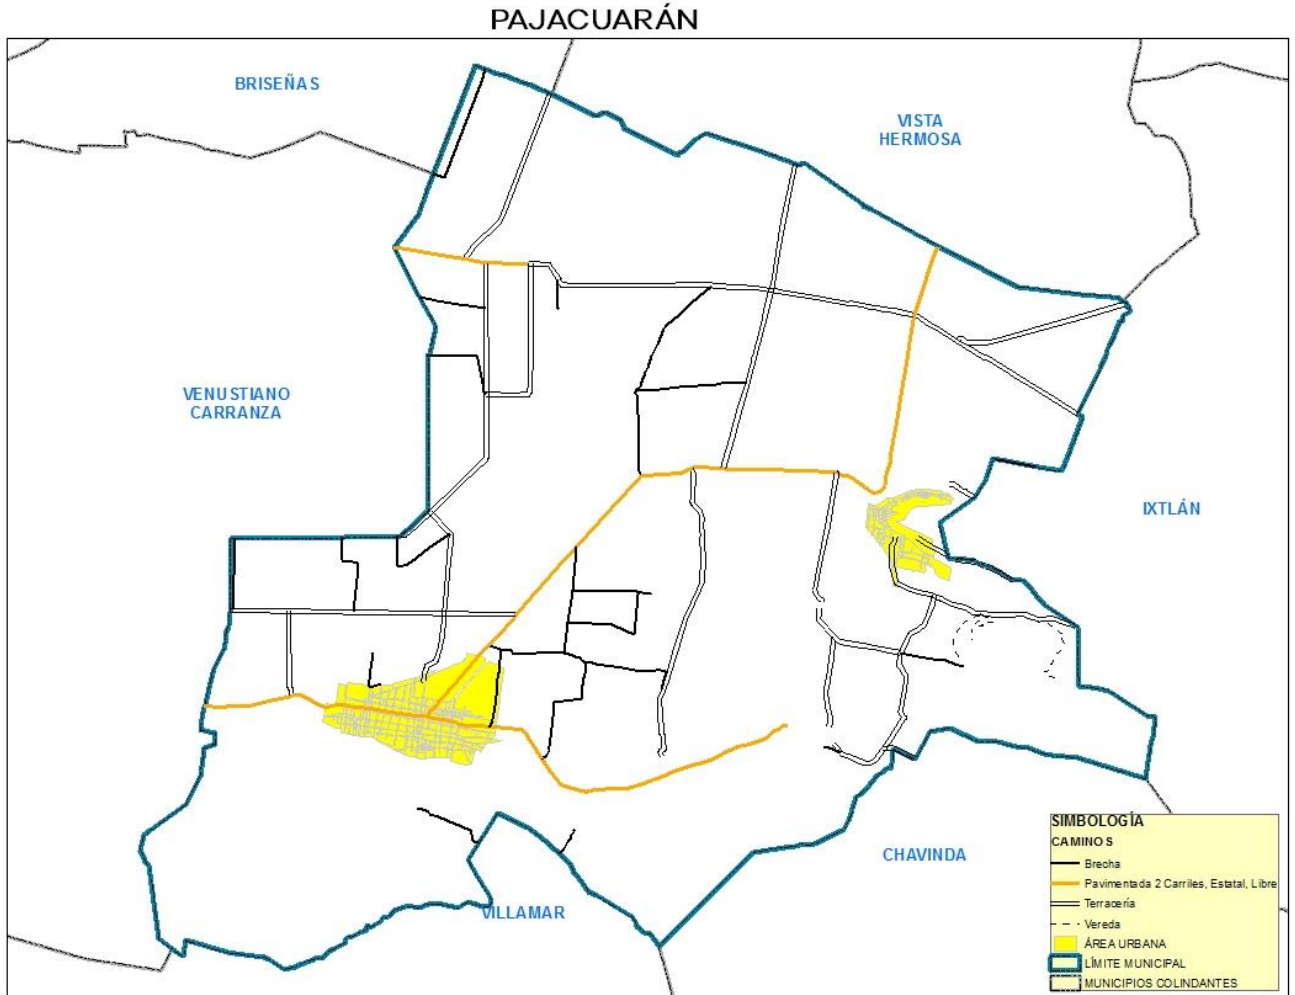 PAJACUARÁN
BRISEÑAS
VISTA
HERMOSA
VENUSTIANO
CARRANZA
IXTLÁN
CHAVINDA
VILLAMAR
SIMBOLOGÍA
CAMINOS
Brecha
Pavimentada 2 Carriles, Estatal, Libre
Terracería
Vereda
ÁREA URBANA
LÍMITE MUNICIPAL
MUNICIPIOS COLINDANTES